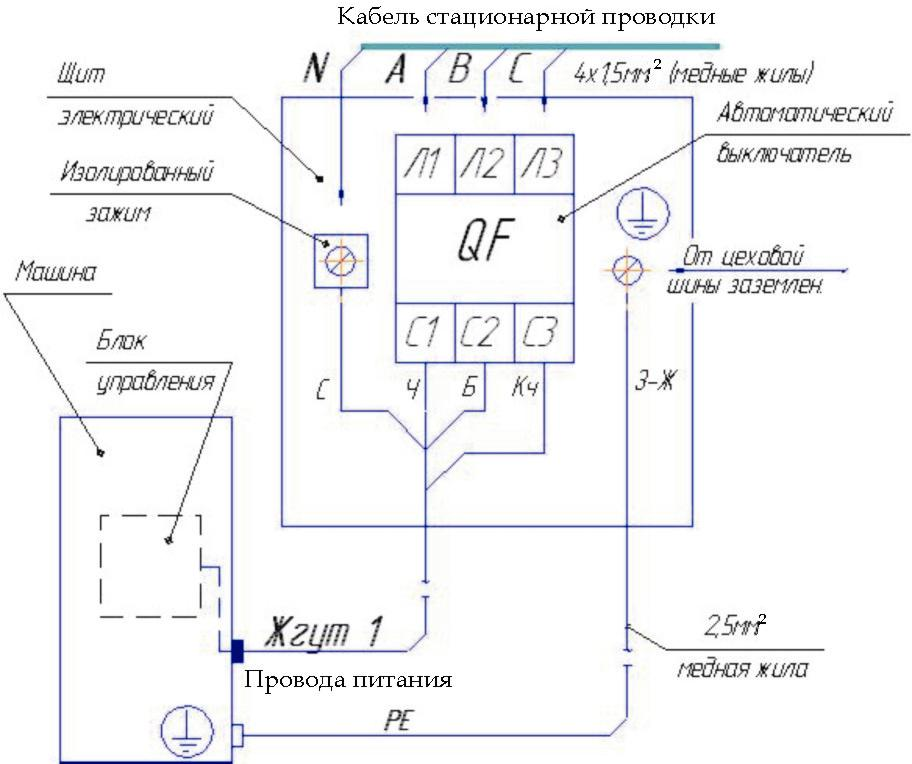 Кабель стационарной проводки
N A B C 4x1,5мм² (медные жилы)
Щит
электрический
Автоматический
выключатель
Л1 Л2 Л3
Изолированный
зажим
QF
От цеховой
шины заземлен.
Машина
С1 С2 С3
Блок
управления
С Ч Б Кч З-Ж
Жгут 1
2,5мм²
медная жила
Провода питания
PE